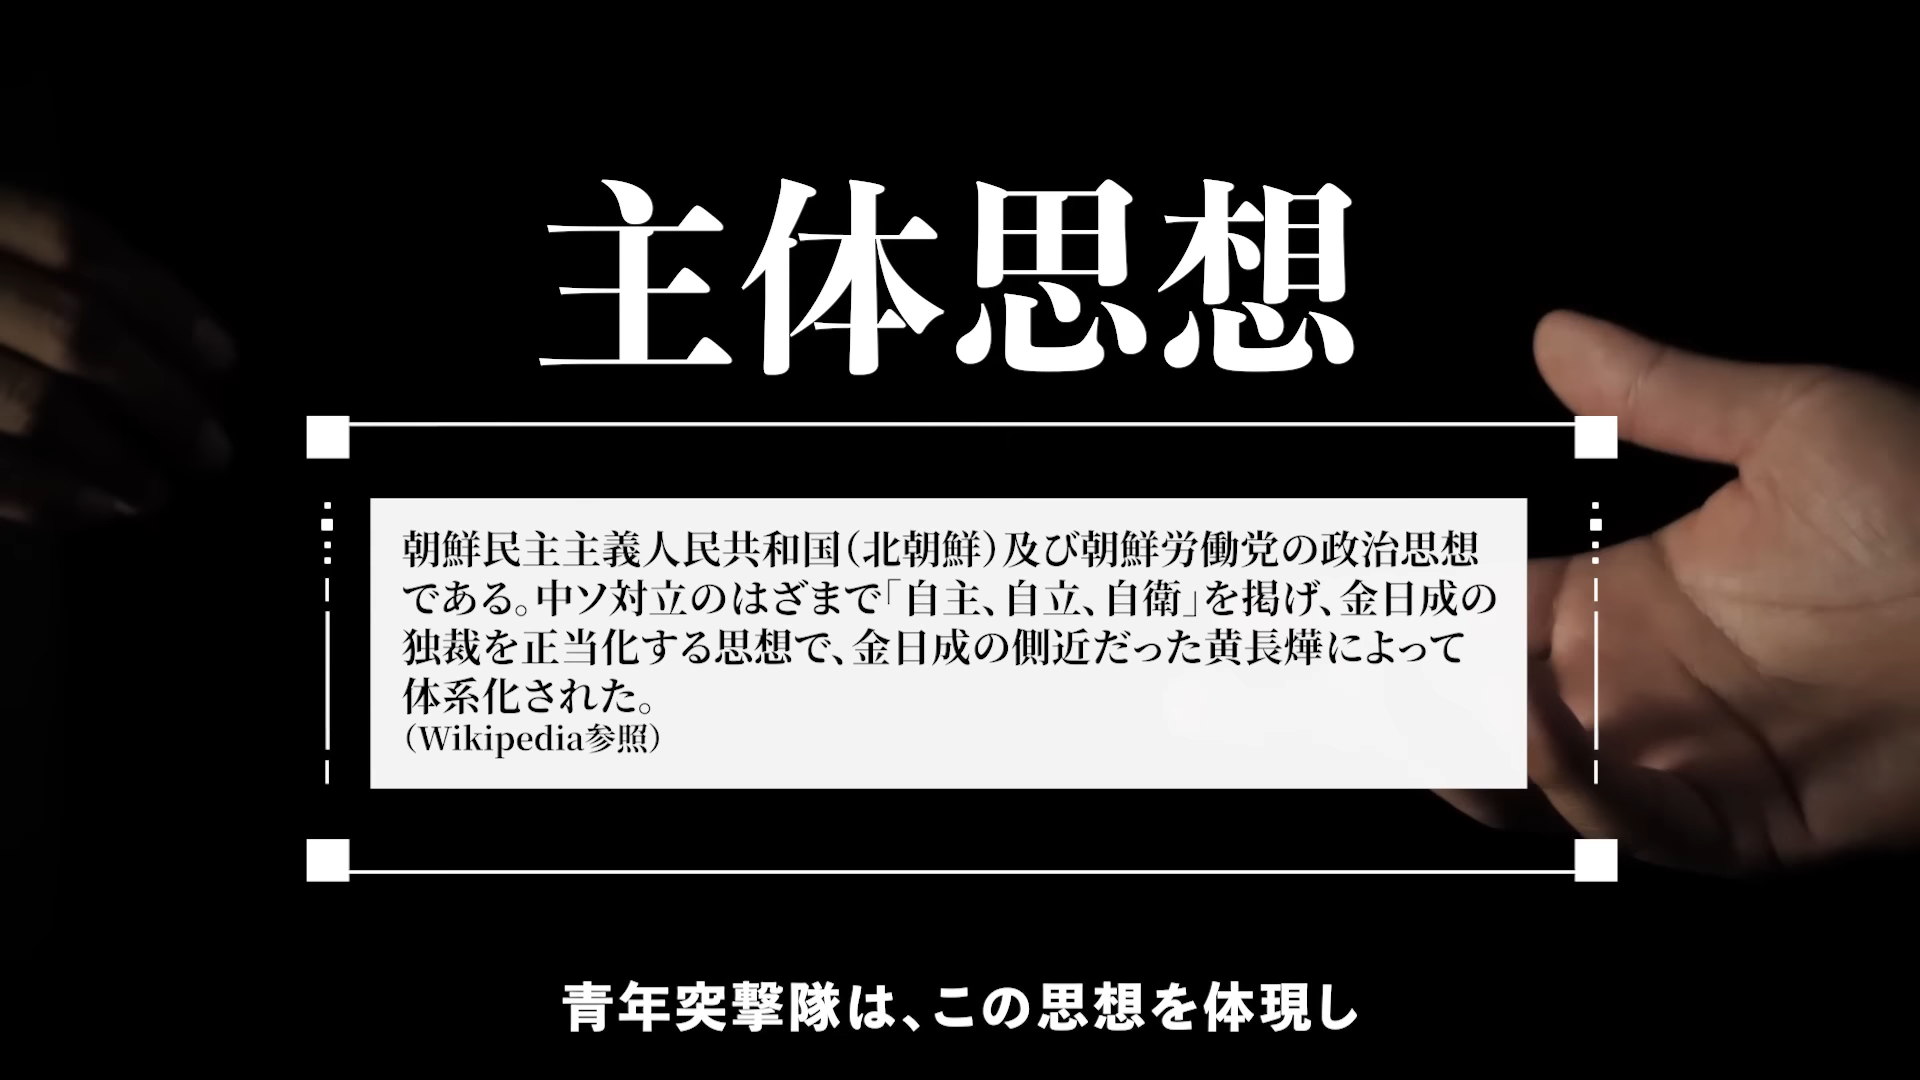 主体思想
朝鮮民主主義人民共和国（北朝鮮）及び朝鮮労働党の政治思想
である。中ソ対立のはざまで「自主、自立、自衛」を掲げ、金日成の
独裁を正当化する思想で、金日成の側近だった黄長燁によって
体系化された。
（Wikipedia参照）
青年突撃隊は、この思想を体現し